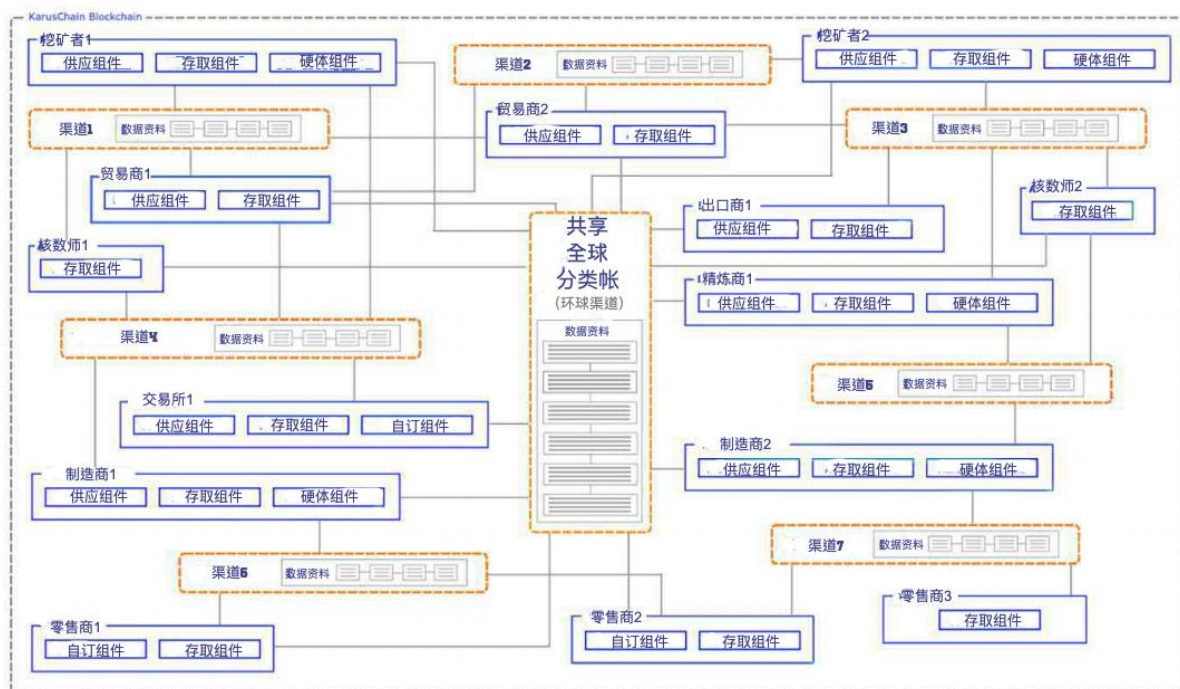 KarusChain Blockchain
挖矿者1
供应组件 存取组件 硬体组件
渠道2 数据资料
挖矿者2
供应组件 存取组件 硬体组件
渠道1 数据资料
贸易商2
供应组件 存取组件
渠道3 数据资料
贸易商1
供应组件 存取组件
核数师2
存取组件
出口商1
供应组件 存取组件
共享
全球
分类帐
(环球渠道)
数据资料
核数师1
存取组件
精炼商1
供应组件 存取组件 硬体组件
渠道4 数据资料
渠道5 数据资料
交易所1
供应组件 存取组件 自订组件
制造商2
供应组件 存取组件 硬体组件
制造商1
供应组件 存取组件 硬体组件
渠道7 数据资料
渠道6 数据资料
零售商3
存取组件
零售商1
自订组件 存取组件
零售商2
自订组件 存取组件